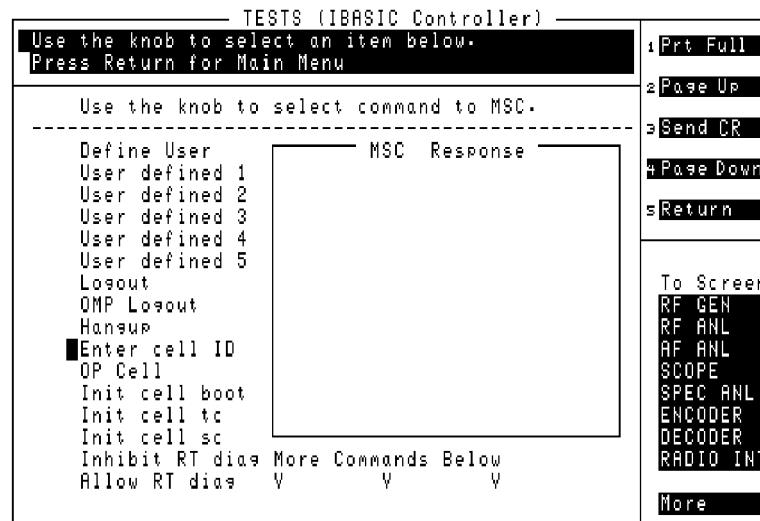 TESTS (IBASIC Controller)
Use the knob to select an item below.
Press Return for Main Menu
Use the knob to select command to MSC.
Define User
User defined 1
User defined 2
User defined 3
User defined 4
User defined 5
Logout
OMP Logout
Hangup
Enter cell ID
OP Cell
Init cell boot
Init cell tc
Init cell sc
Inhibit RT diag
Allow RT diag
MSC Response
More Commands Below
V V V
1 Prt Full
2 Page Up
3 Send CR
4 Page Down
5 Return
To Screen
RF GEN
RF ANL
AF ANL
SCOPE
SPEC ANL
ENCODER
DECODER
RADIO INT
More